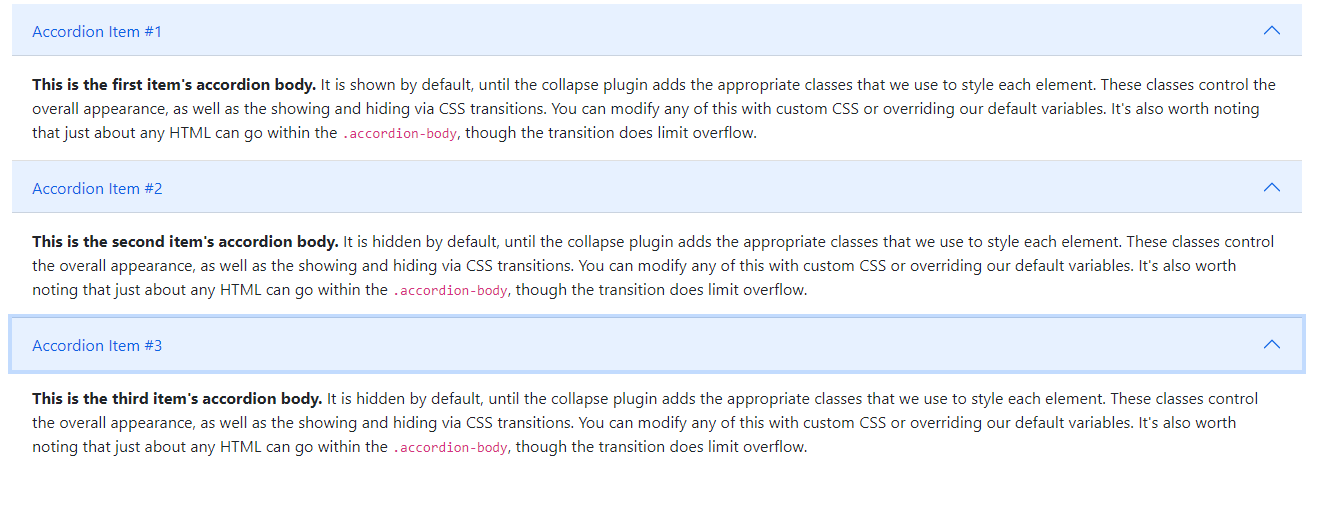 Accordion Item #1
This is the first item's accordion body. It is shown by default, until the collapse plugin adds the appropriate classes that we use to style each element. These classes control the
overall appearance, as well as the showing and hiding via CSS transitions. You can modify any of this with custom CSS or overriding our default variables. It's also worth noting
that just about any HTML can go within the .accordion-body, though the transition does limit overflow.
Accordion Item #2
This is the second item's accordion body. It is hidden by default, until the collapse plugin adds the appropriate classes that we use to style each element. These classes control
the overall appearance, as well as the showing and hiding via CSS transitions. You can modify any of this with custom CSS or overriding our default variables. It's also worth
noting that just about any HTML can go within the .accordion-body, though the transition does limit overflow.
Accordion Item #3
This is the third item's accordion body. It is hidden by default, until the collapse plugin adds the appropriate classes that we use to style each element. These classes control
the overall appearance, as well as the showing and hiding via CSS transitions. You can modify any of this with custom CSS or overriding our default variables. It's also worth
noting that just about any HTML can go within the .accordion-body, though the transition does limit overflow.